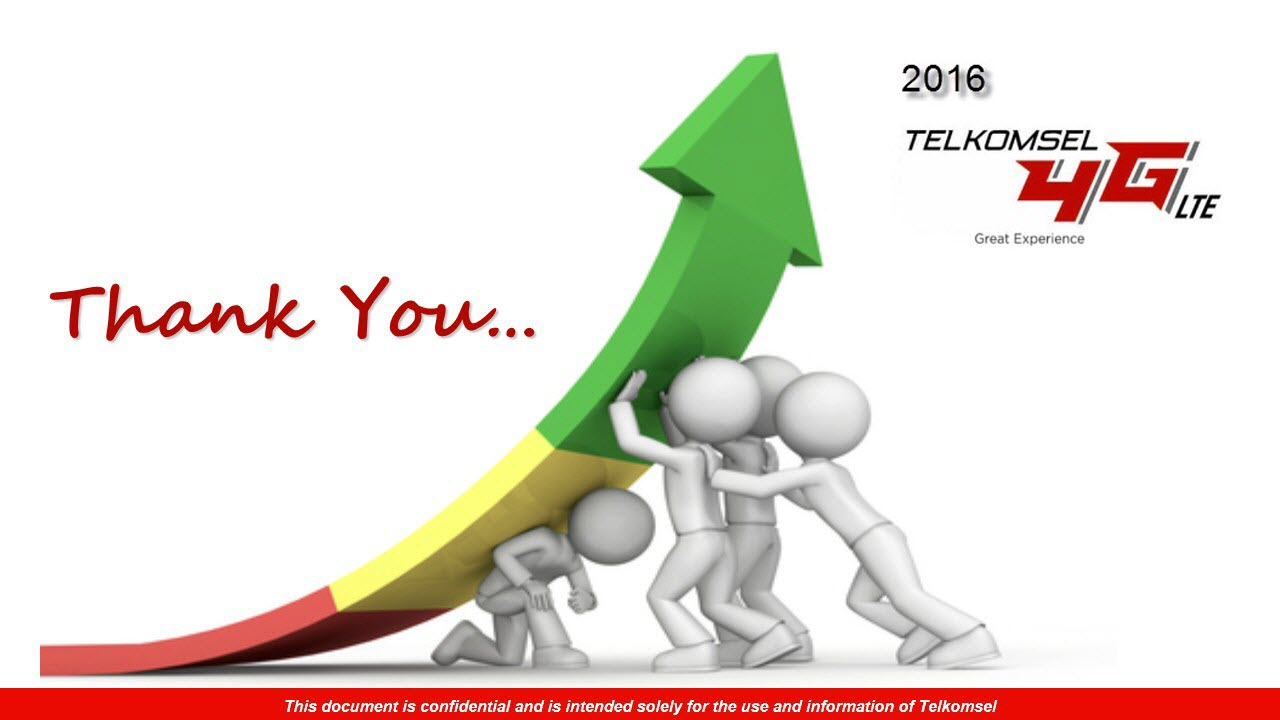 2016
TELKOMSEL
4G LTE
Great Experience
Thank You...
This document is confidential and is intended solely for the use and information of Telkomsel